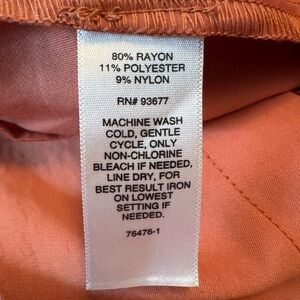 80% RAYON
11% POLYESTER
9% NYLON
RN# 93677
MACHINE WASH
COLD, GENTLE
CYCLE, ONLY
NON-CHLORINE
BLEACH IF NEEDED,
LINE DRY, FOR
BEST RESULT IRON
ON LOWEST
SETTING IF
NEEDED.
76476-1